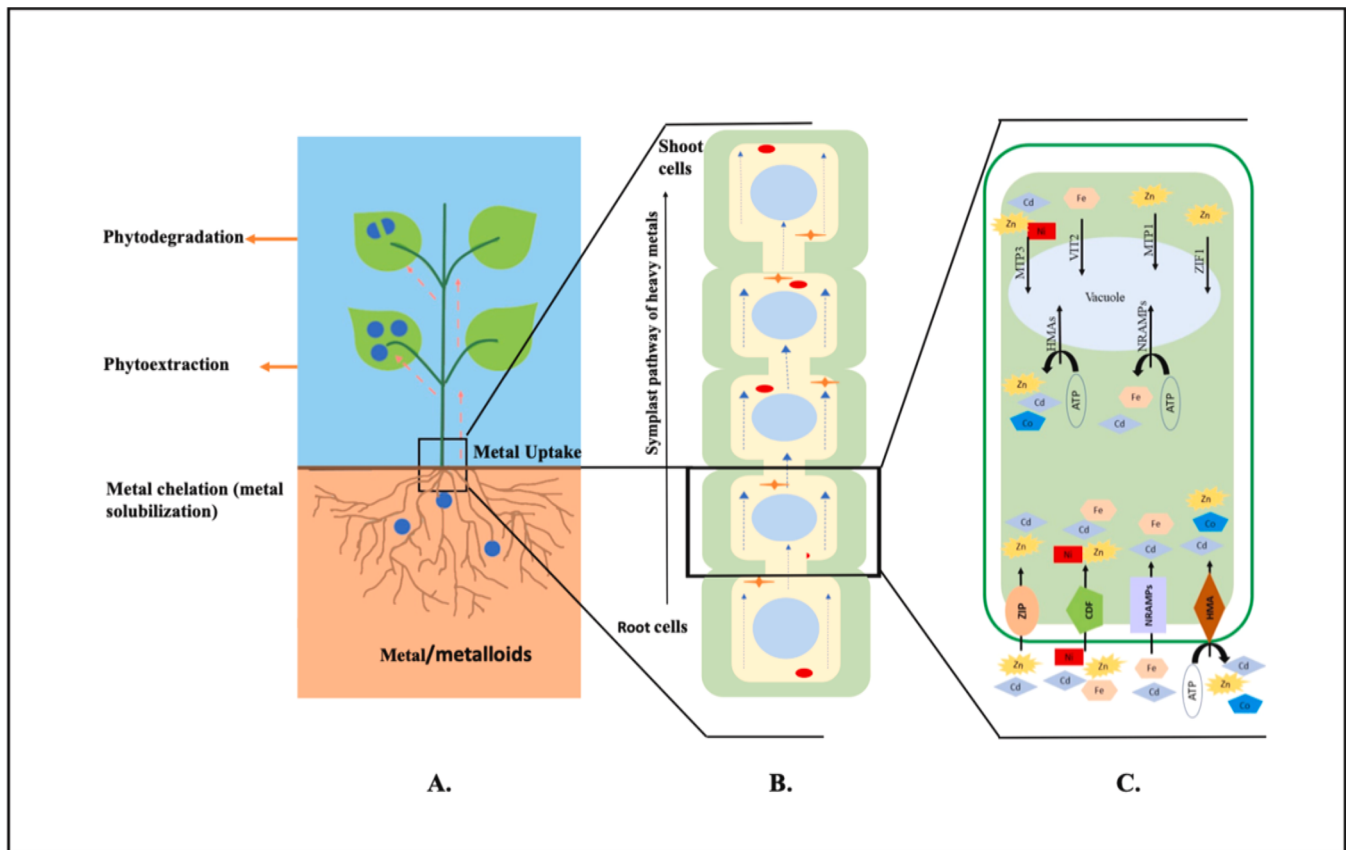 Phytodegradation
Phytoextraction
Metal chelation (metal
solubilization)
Metal Uptake
Metal/metalloids
A.
Shoot
cells
Symplast pathway of heavy metals
Root cells
B.
Cd
Fe
Zn
Zn
Ni
Zn
MTP3
VIT2
MTP1
ZIF1
Vacuole
HMAs
NRAMPs
Zn
Cd
Co
ATP
Fe
Cd
ATP
Cd
Zn
Fe
Cd
Ni
Zn
Fe
Cd
Zn
Co
Cd
ZIP
CDF
NRAMPs
HMA
Zn
Cd
Ni
Cd
Zn
Fe
Fe
Cd
ATP
Cd
Zn
Co
C.